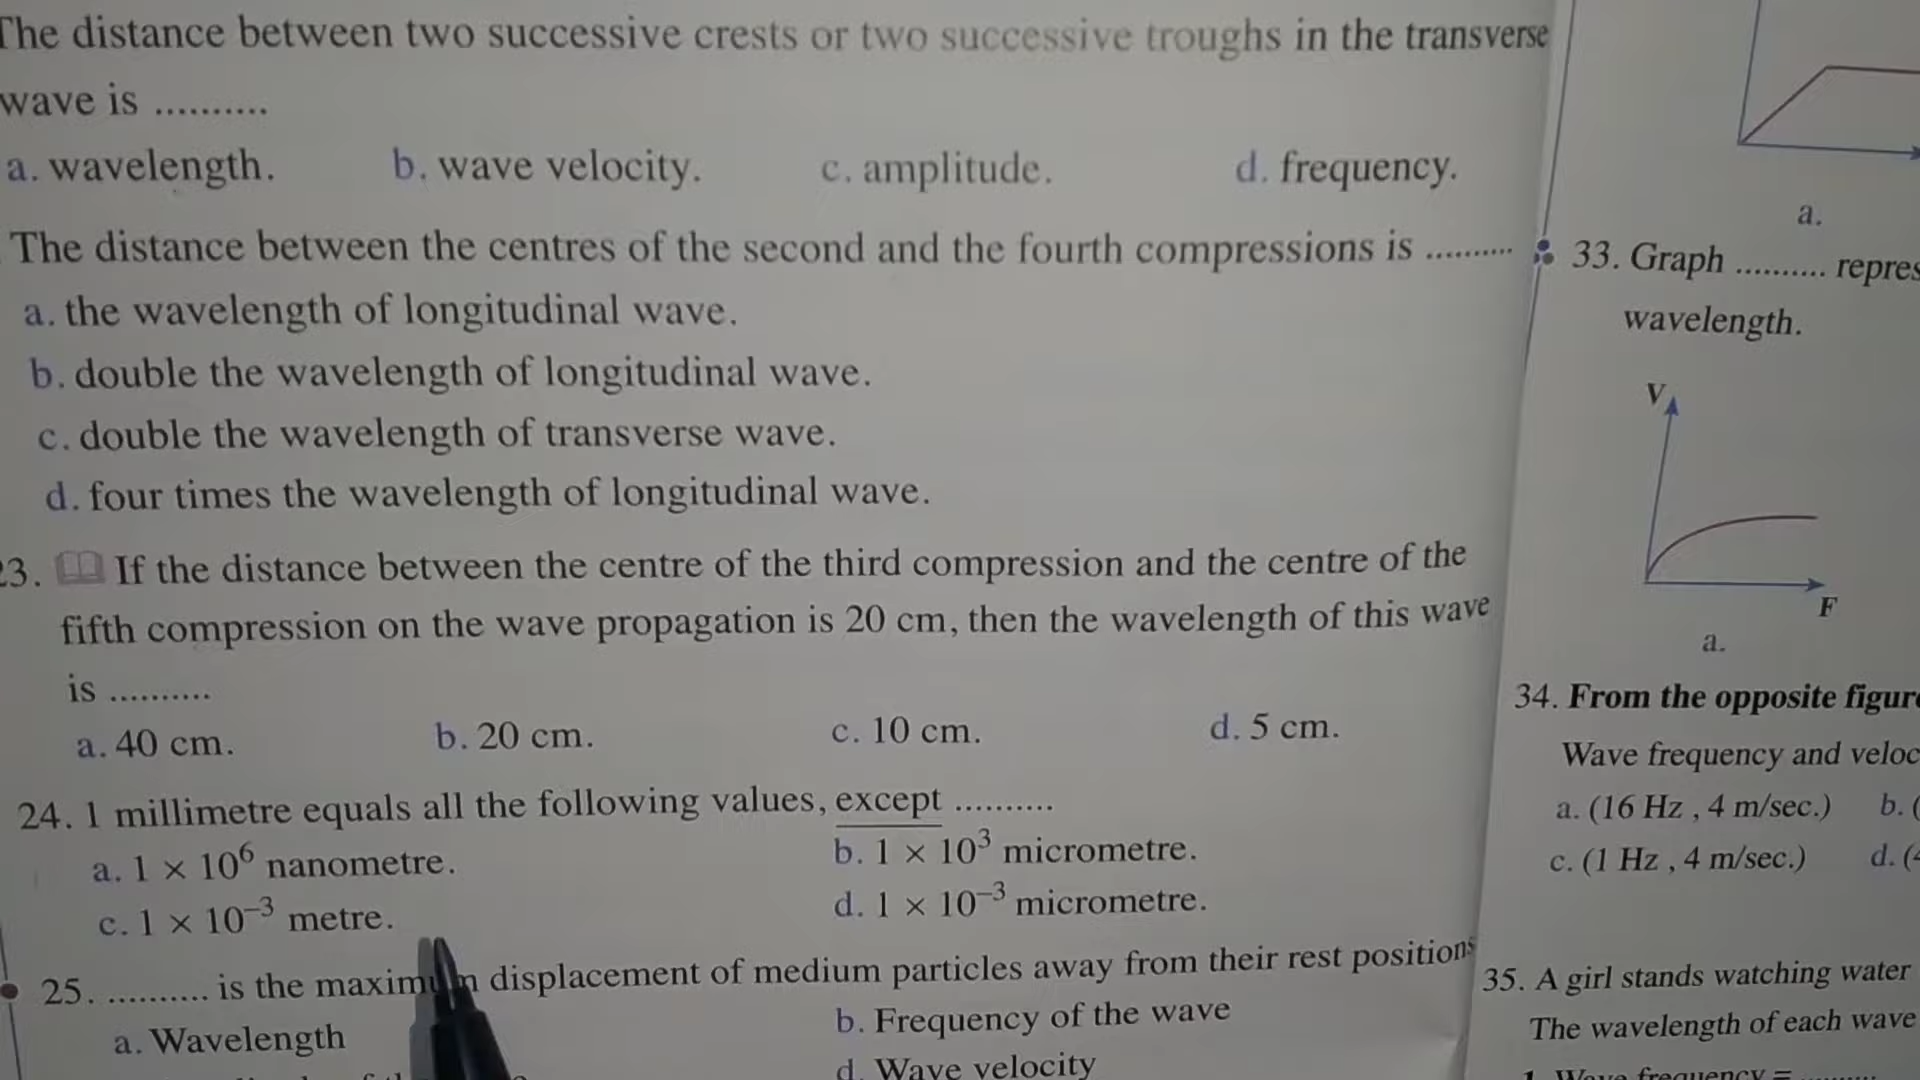 The distance between two successive crests or two successive troughs in the transverse
wave is ..........
a. wavelength. b. wave velocity. c. amplitude. d. frequency.
The distance between the centres of the second and the fourth compressions is ..........
a. the wavelength of longitudinal wave.
b. double the wavelength of longitudinal wave.
c. double the wavelength of transverse wave.
d. four times the wavelength of longitudinal wave.
23. If the distance between the centre of the third compression and the centre of the
fifth compression on the wave propagation is 20 cm, then the wavelength of this wave
is ..........
a. 40 cm. b. 20 cm. c. 10 cm. d. 5 cm.
24. 1 millimetre equals all the following values, except ..........
a. 1 × 10⁶ nanometre. b. 1 × 10³ micrometre.
c. 1 × 10⁻³ metre. d. 1 × 10⁻³ micrometre.
25. .......... is the maximum displacement of medium particles away from their rest positions
a. Wavelength b. Frequency of the wave
d. Wave velocity
a.
33. Graph .......... repres
wavelength.
V
F
a.
34. From the opposite figure
Wave frequency and veloc
a. (16 Hz , 4 m/sec.) b. (
c. (1 Hz , 4 m/sec.) d. (4
35. A girl stands watching water
The wavelength of each wave
1. Wave frequency = ..........